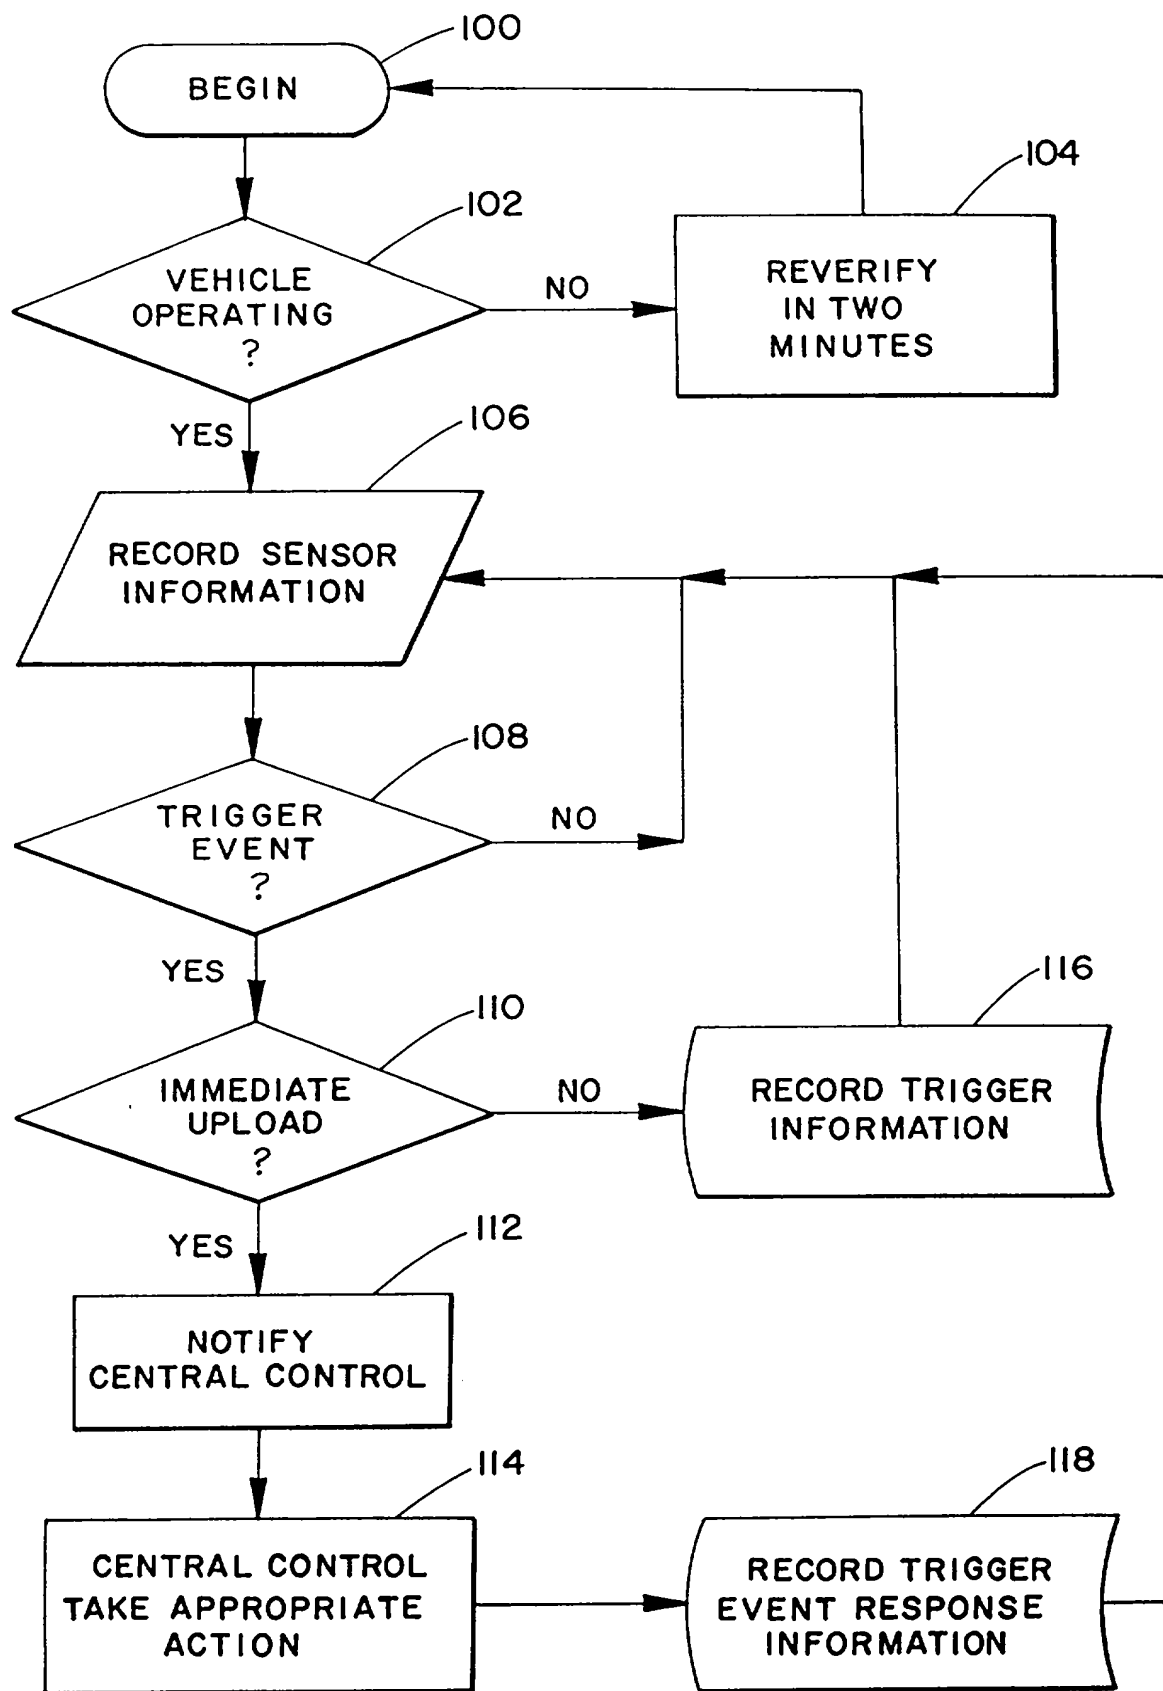 100
BEGIN
104
102
VEHICLE
OPERATING
?
NO
REVERIFY
IN TWO
MINUTES
YES
106
RECORD SENSOR
INFORMATION
108
TRIGGER
EVENT
?
NO
YES
110
116
IMMEDIATE
UPLOAD
?
NO
RECORD TRIGGER
INFORMATION
YES
112
NOTIFY
CENTRAL CONTROL
114
118
CENTRAL CONTROL
TAKE APPROPRIATE
ACTION
RECORD TRIGGER
EVENT RESPONSE
INFORMATION